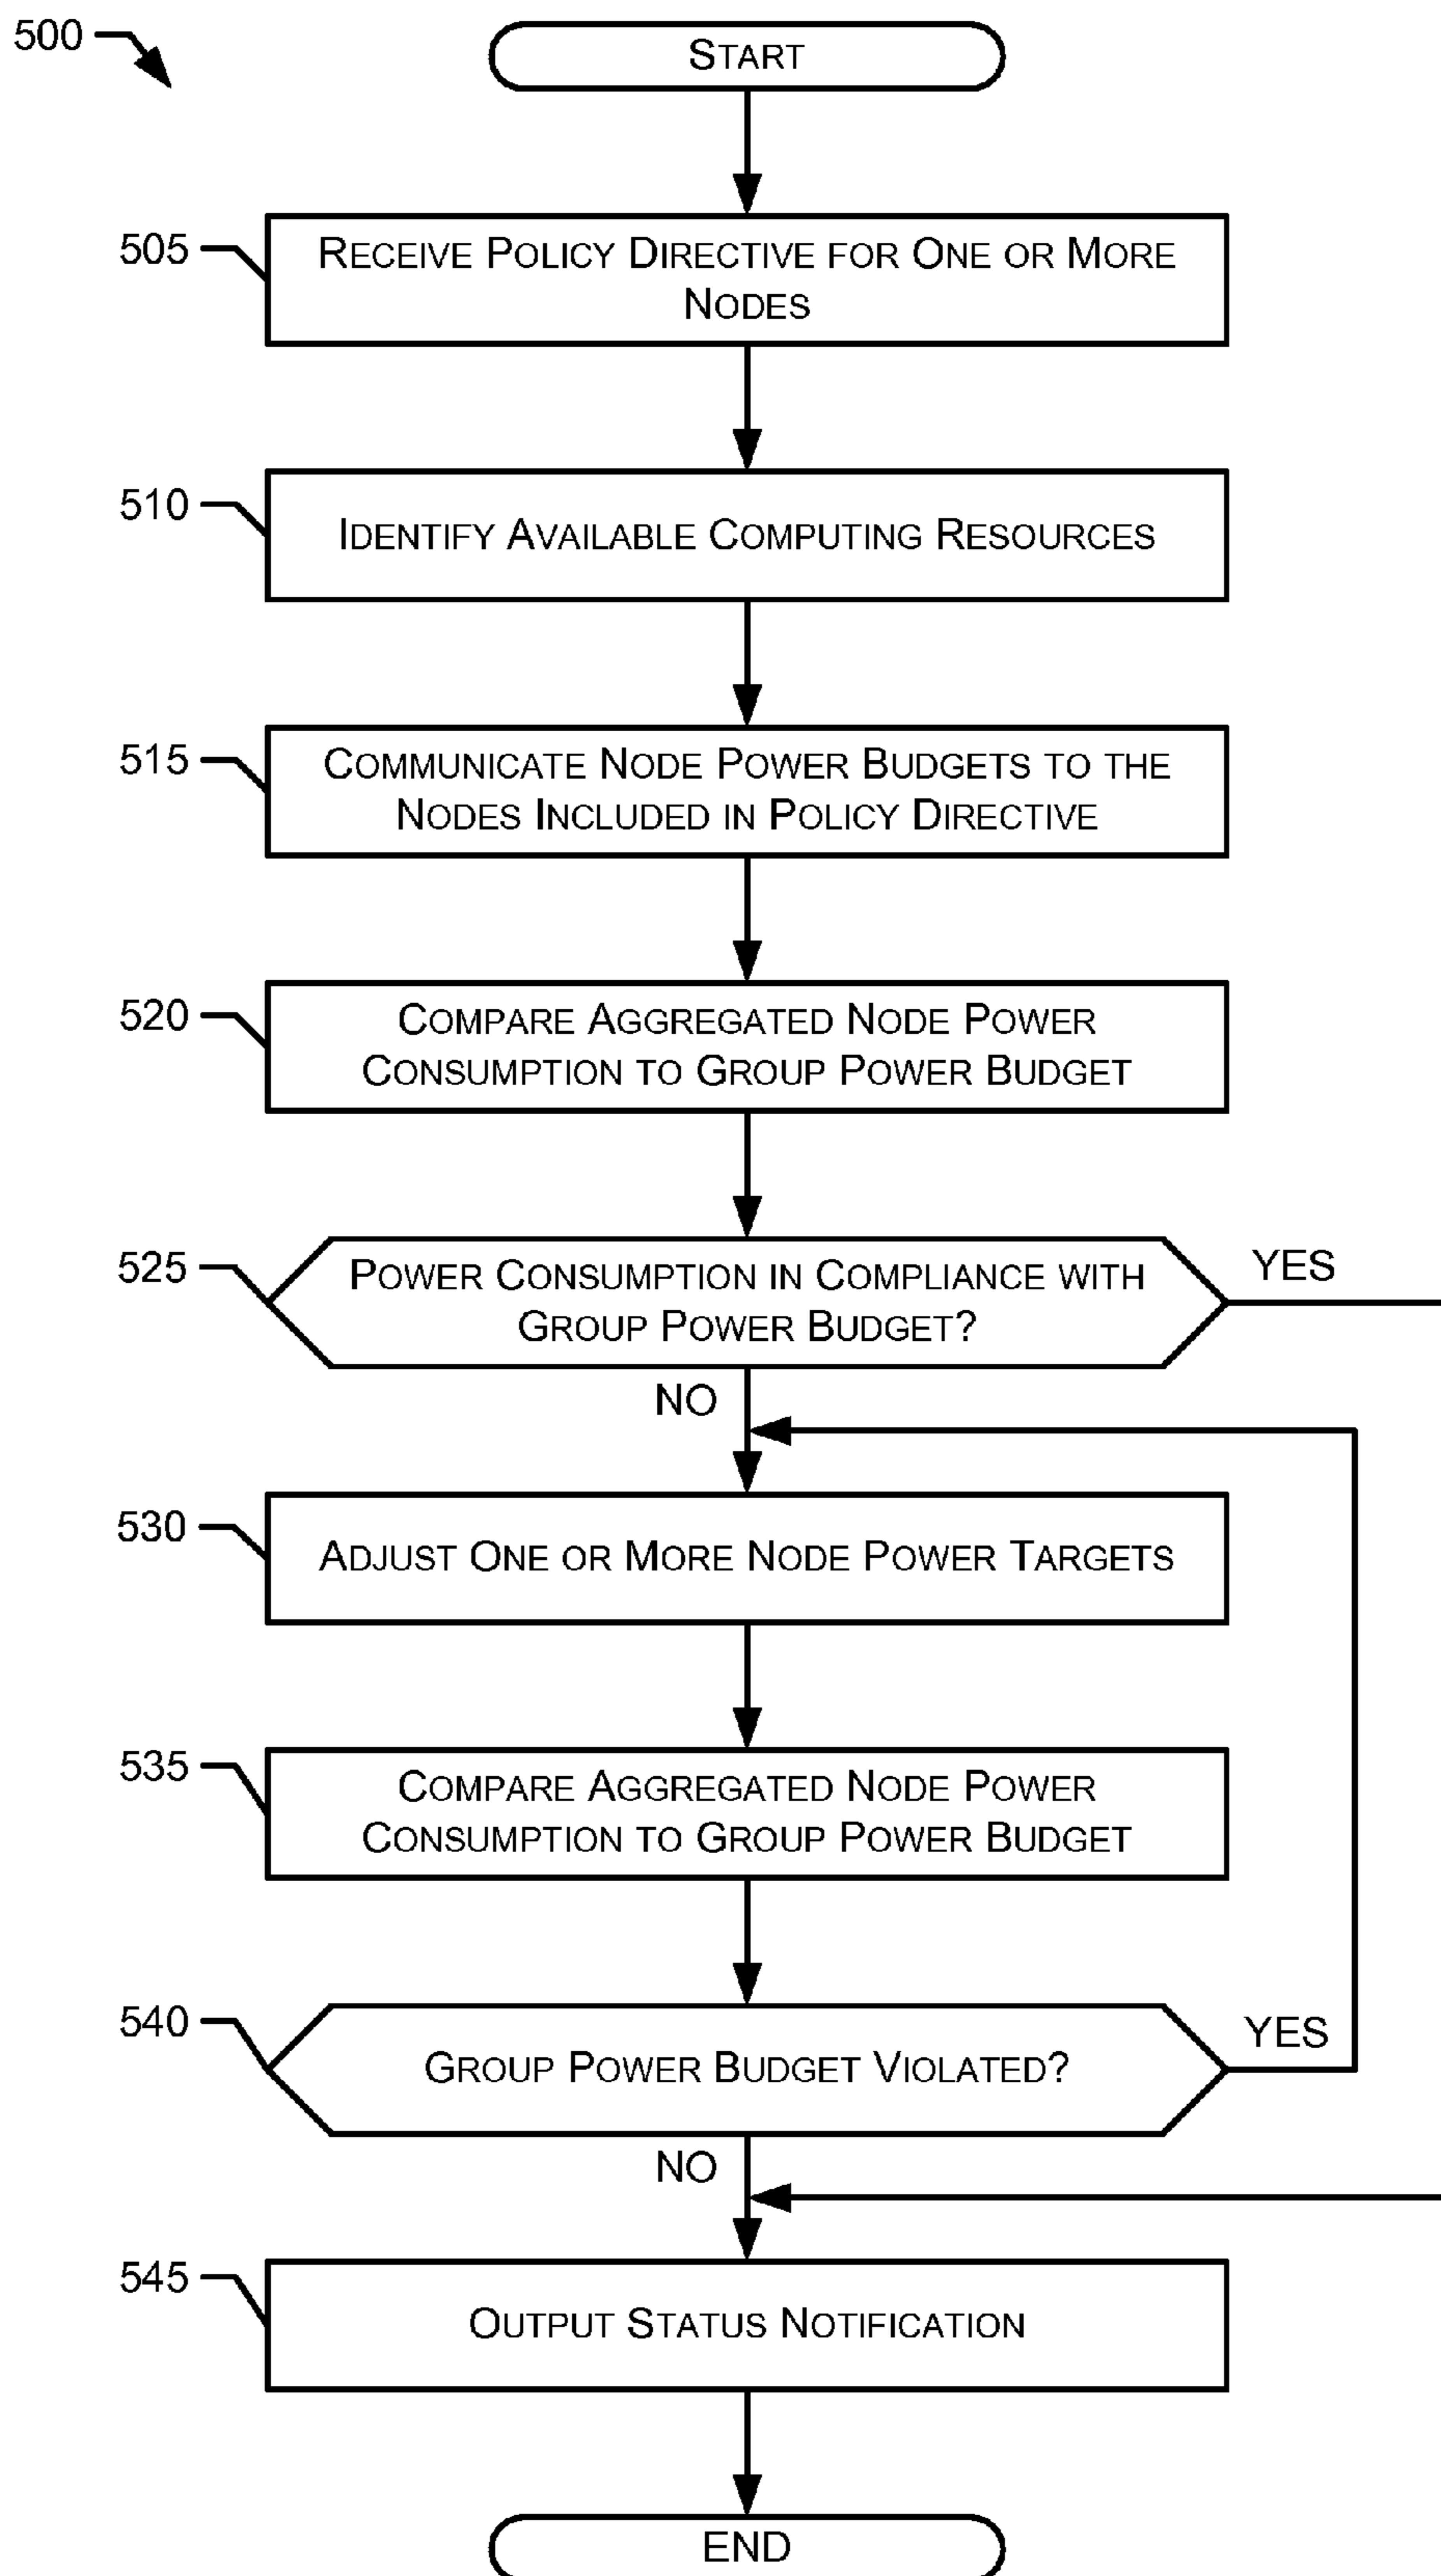 500
START
505
RECEIVE POLICY DIRECTIVE FOR ONE OR MORE
NODES
510
IDENTIFY AVAILABLE COMPUTING RESOURCES
515
COMMUNICATE NODE POWER BUDGETS TO THE
NODES INCLUDED IN POLICY DIRECTIVE
520
COMPARE AGGREGATED NODE POWER
CONSUMPTION TO GROUP POWER BUDGET
525
POWER CONSUMPTION IN COMPLIANCE WITH
GROUP POWER BUDGET?
YES
NO
530
ADJUST ONE OR MORE NODE POWER TARGETS
535
COMPARE AGGREGATED NODE POWER
CONSUMPTION TO GROUP POWER BUDGET
540
GROUP POWER BUDGET VIOLATED?
YES
NO
545
OUTPUT STATUS NOTIFICATION
END